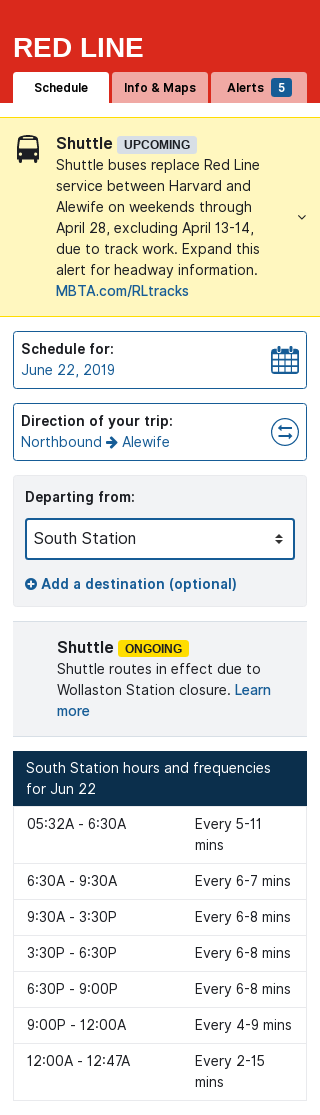 RED LINE
Schedule
Info & Maps
Alerts 5
Shuttle UPCOMING
Shuttle buses replace Red Line
service between Harvard and
Alewife on weekends through
April 28, excluding April 13-14,
due to track work. Expand this
alert for headway information.
MBTA.com/RLtracks
Schedule for:
June 22, 2019
Direction of your trip:
Northbound → Alewife
Departing from:
South Station
Add a destination (optional)
Shuttle ONGOING
Shuttle routes in effect due to
Wollaston Station closure. Learn
more
South Station hours and frequencies
for Jun 22
05:32A - 6:30A Every 5-11
mins
6:30A - 9:30A Every 6-7 mins
9:30A - 3:30P Every 6-8 mins
3:30P - 6:30P Every 6-8 mins
6:30P - 9:00P Every 6-8 mins
9:00P - 12:00A Every 4-9 mins
12:00A - 12:47A Every 2-15
mins